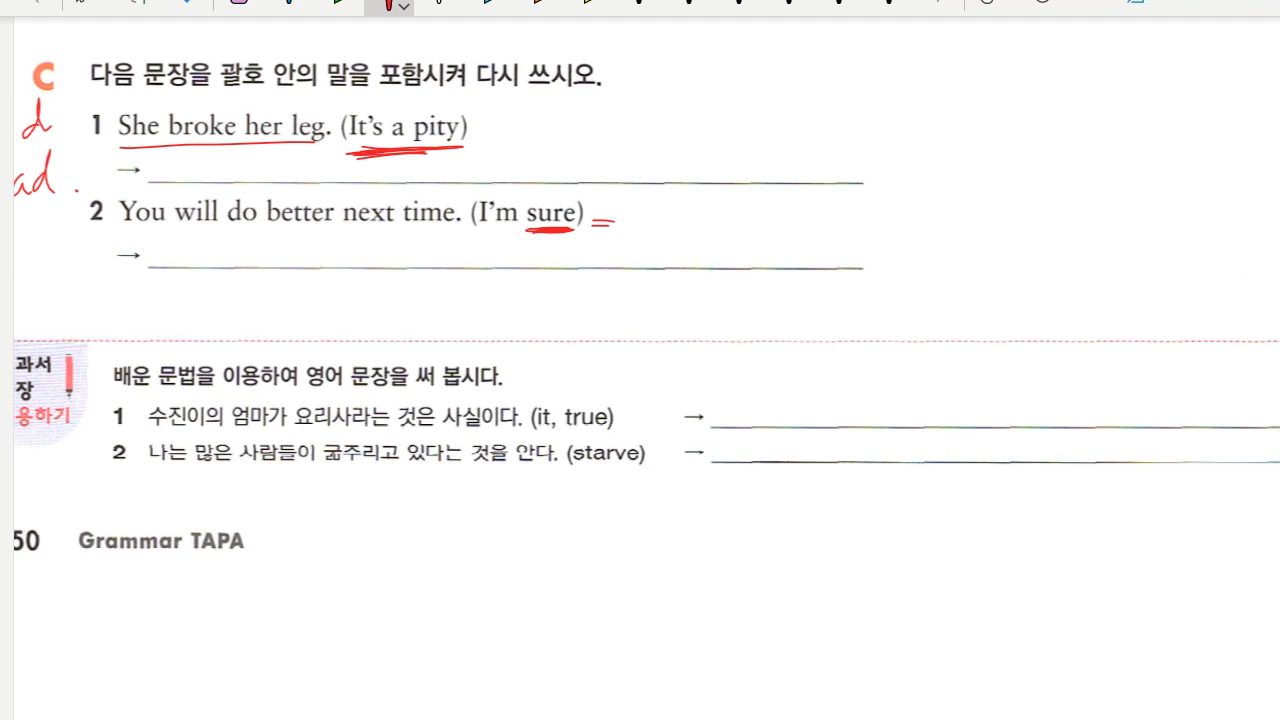 C 다음 문장을 괄호 안의 말을 포함시켜 다시 쓰시오.
1 She broke her leg. (It's a pity)
→
2 You will do better next time. (I'm sure) =
→
과서
장
용하기
배운 문법을 이용하여 영어 문장을 써 봅시다.
1 수진이의 엄마가 요리사라는 것은 사실이다. (it, true) →
2 나는 많은 사람들이 굶주리고 있다는 것을 안다. (starve) →
50 Grammar TAPA